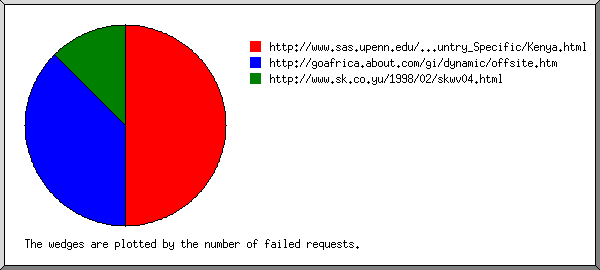 http://www.sas.upenn.edu/...untry_Specific/Kenya.html
http://goafrica.about.com/gi/dynamic/offsite.htm
http://www.sk.co.yu/1998/02/skwv04.html
The wedges are plotted by the number of failed requests.